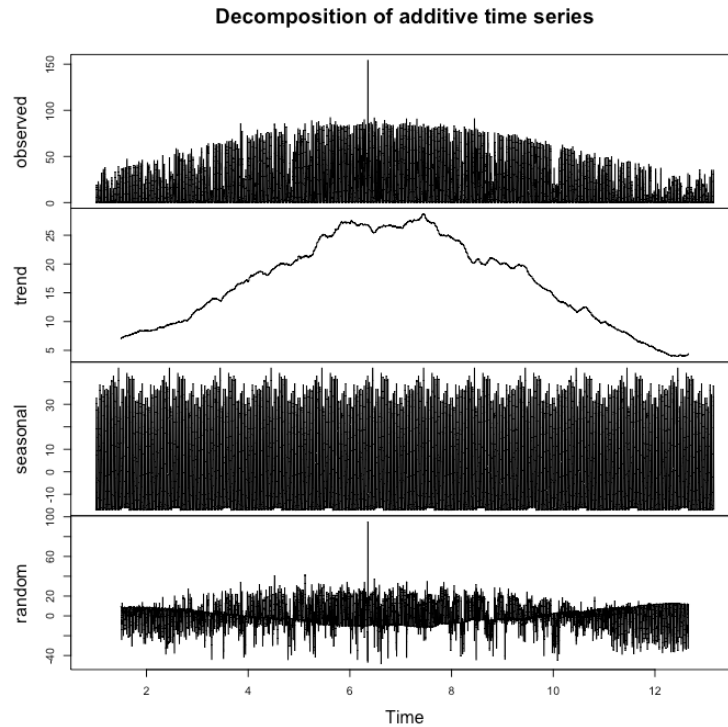 Decomposition of additive time series
observed
0 50 100 150
trend
5 10 15 20 25
seasonal
-10 0 10 30
random
-40 0 20 60 100
2 4 6 8 10 12
Time